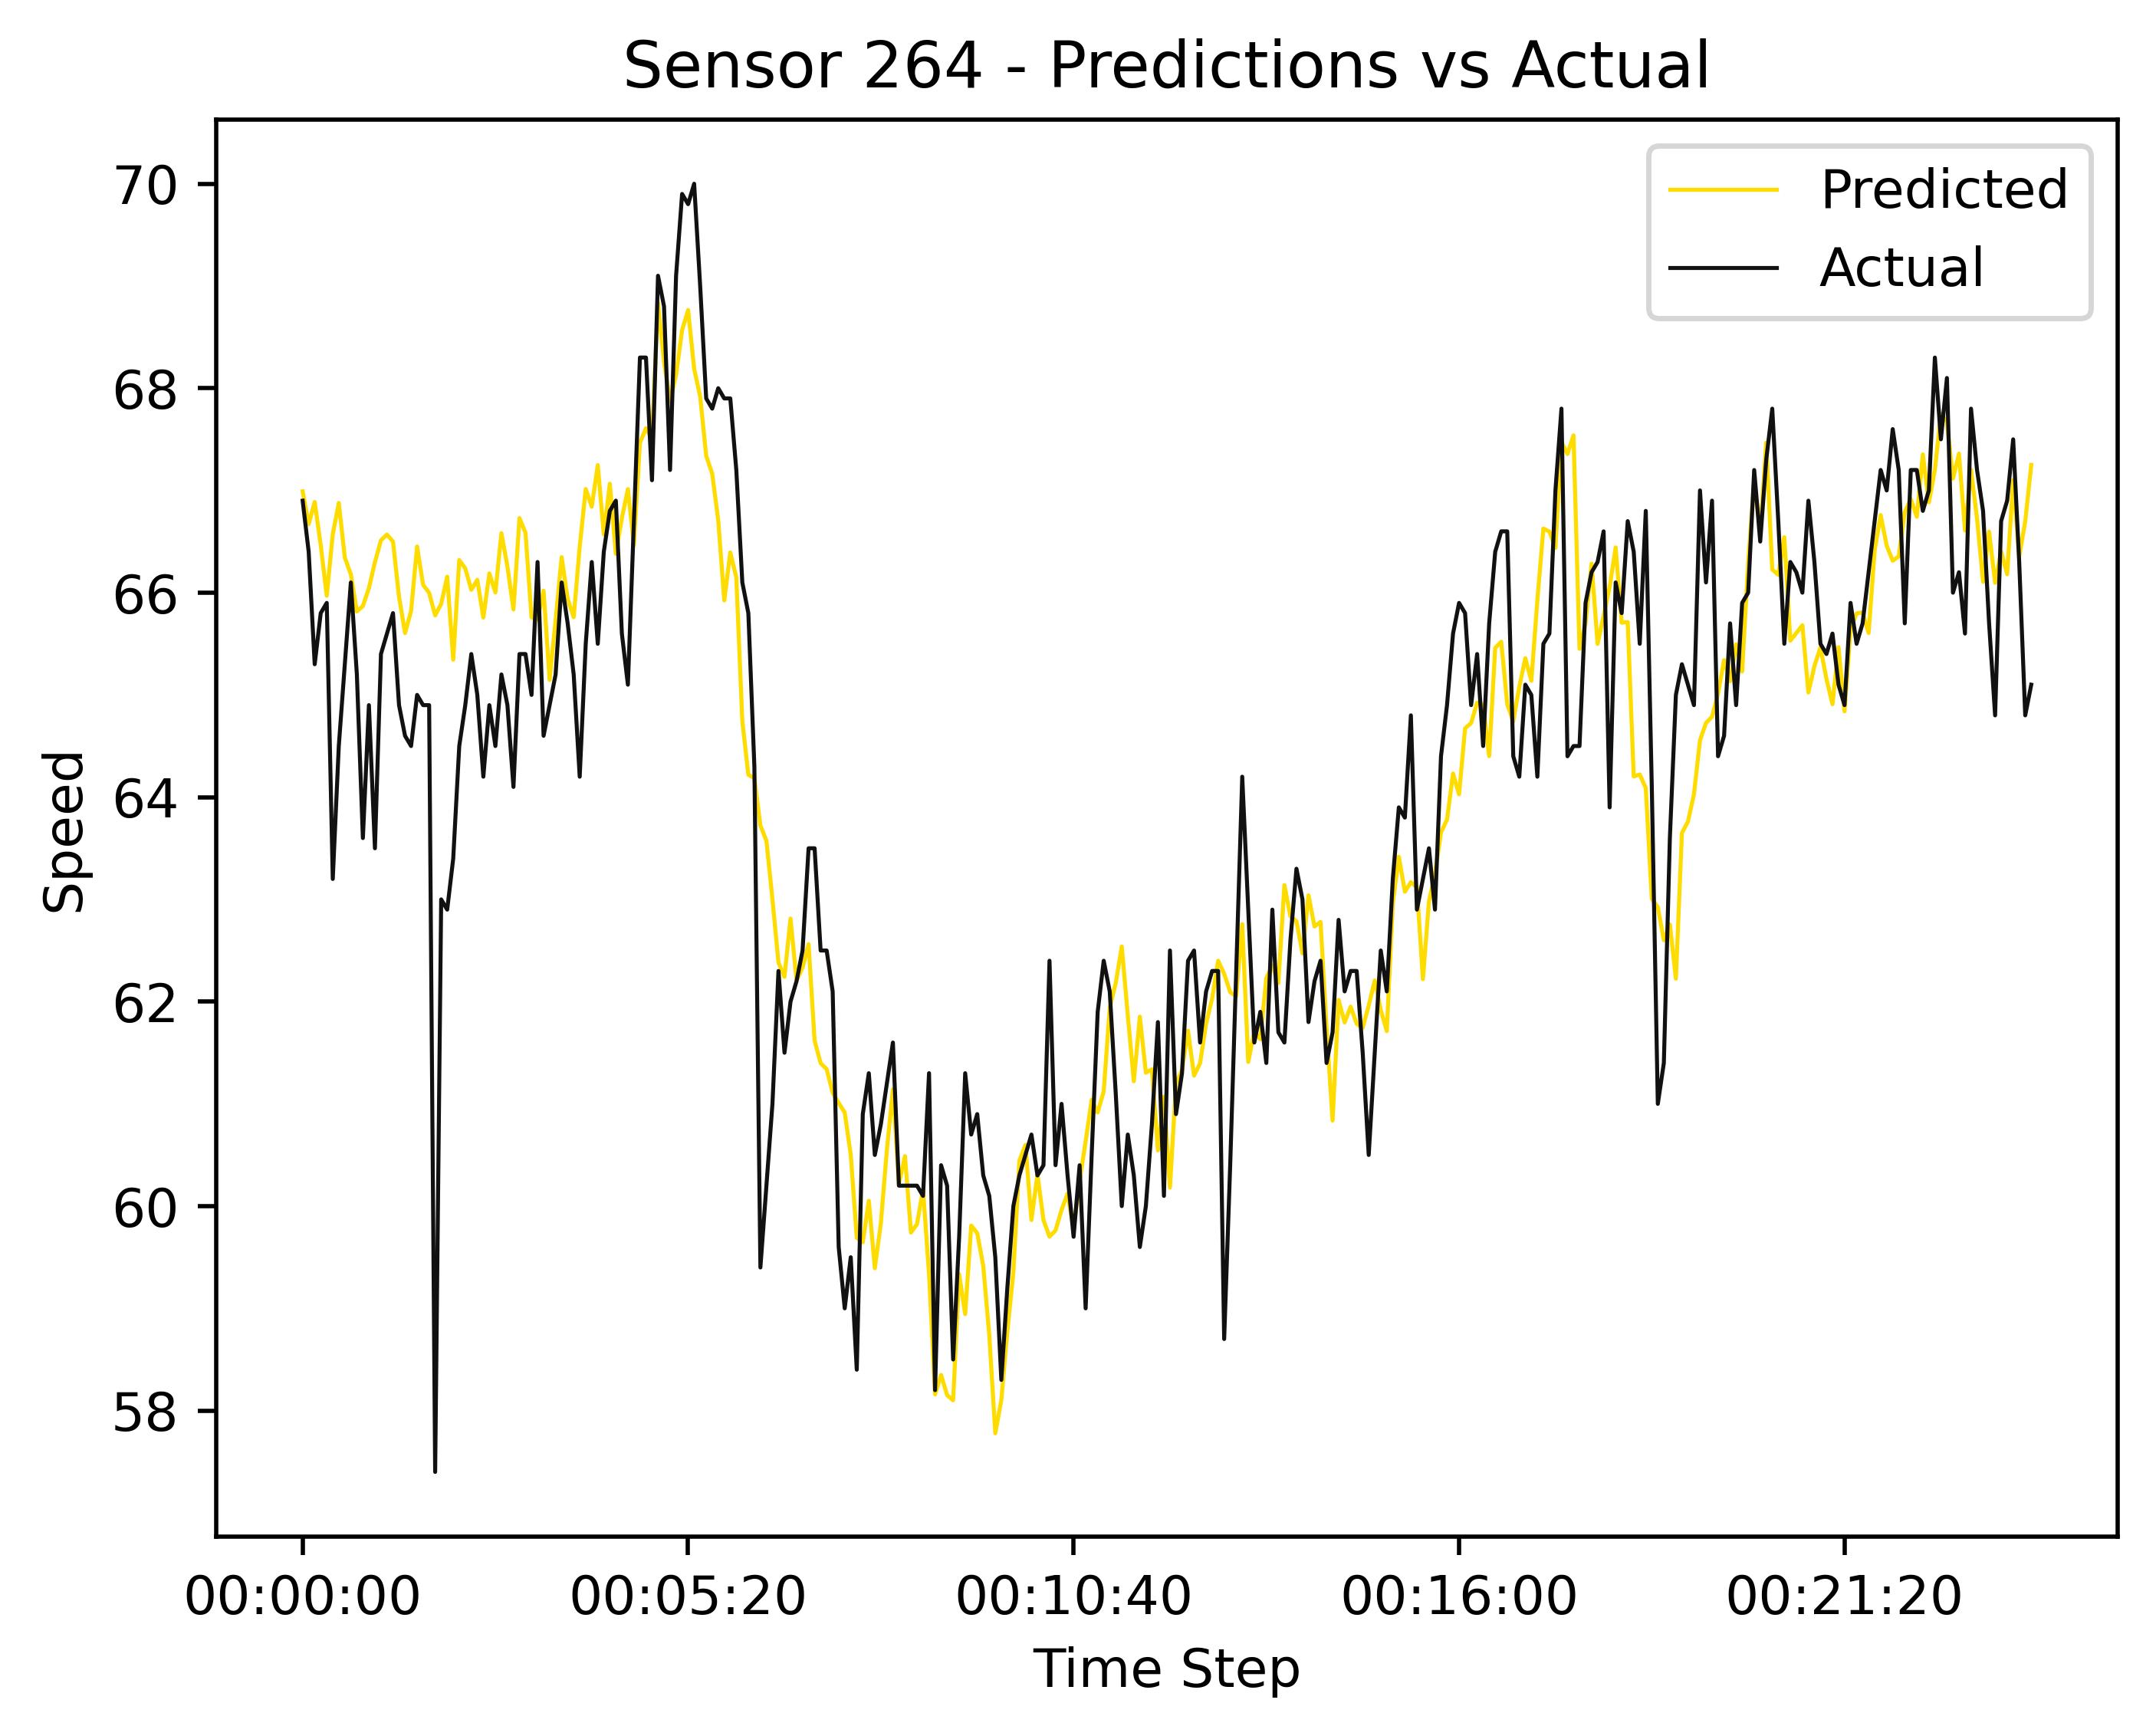 Sensor 264 - Predictions vs Actual
Predicted
Actual
70
68
66
64
62
60
58
Speed
00:00:00
00:05:20
00:10:40
00:16:00
00:21:20
Time Step